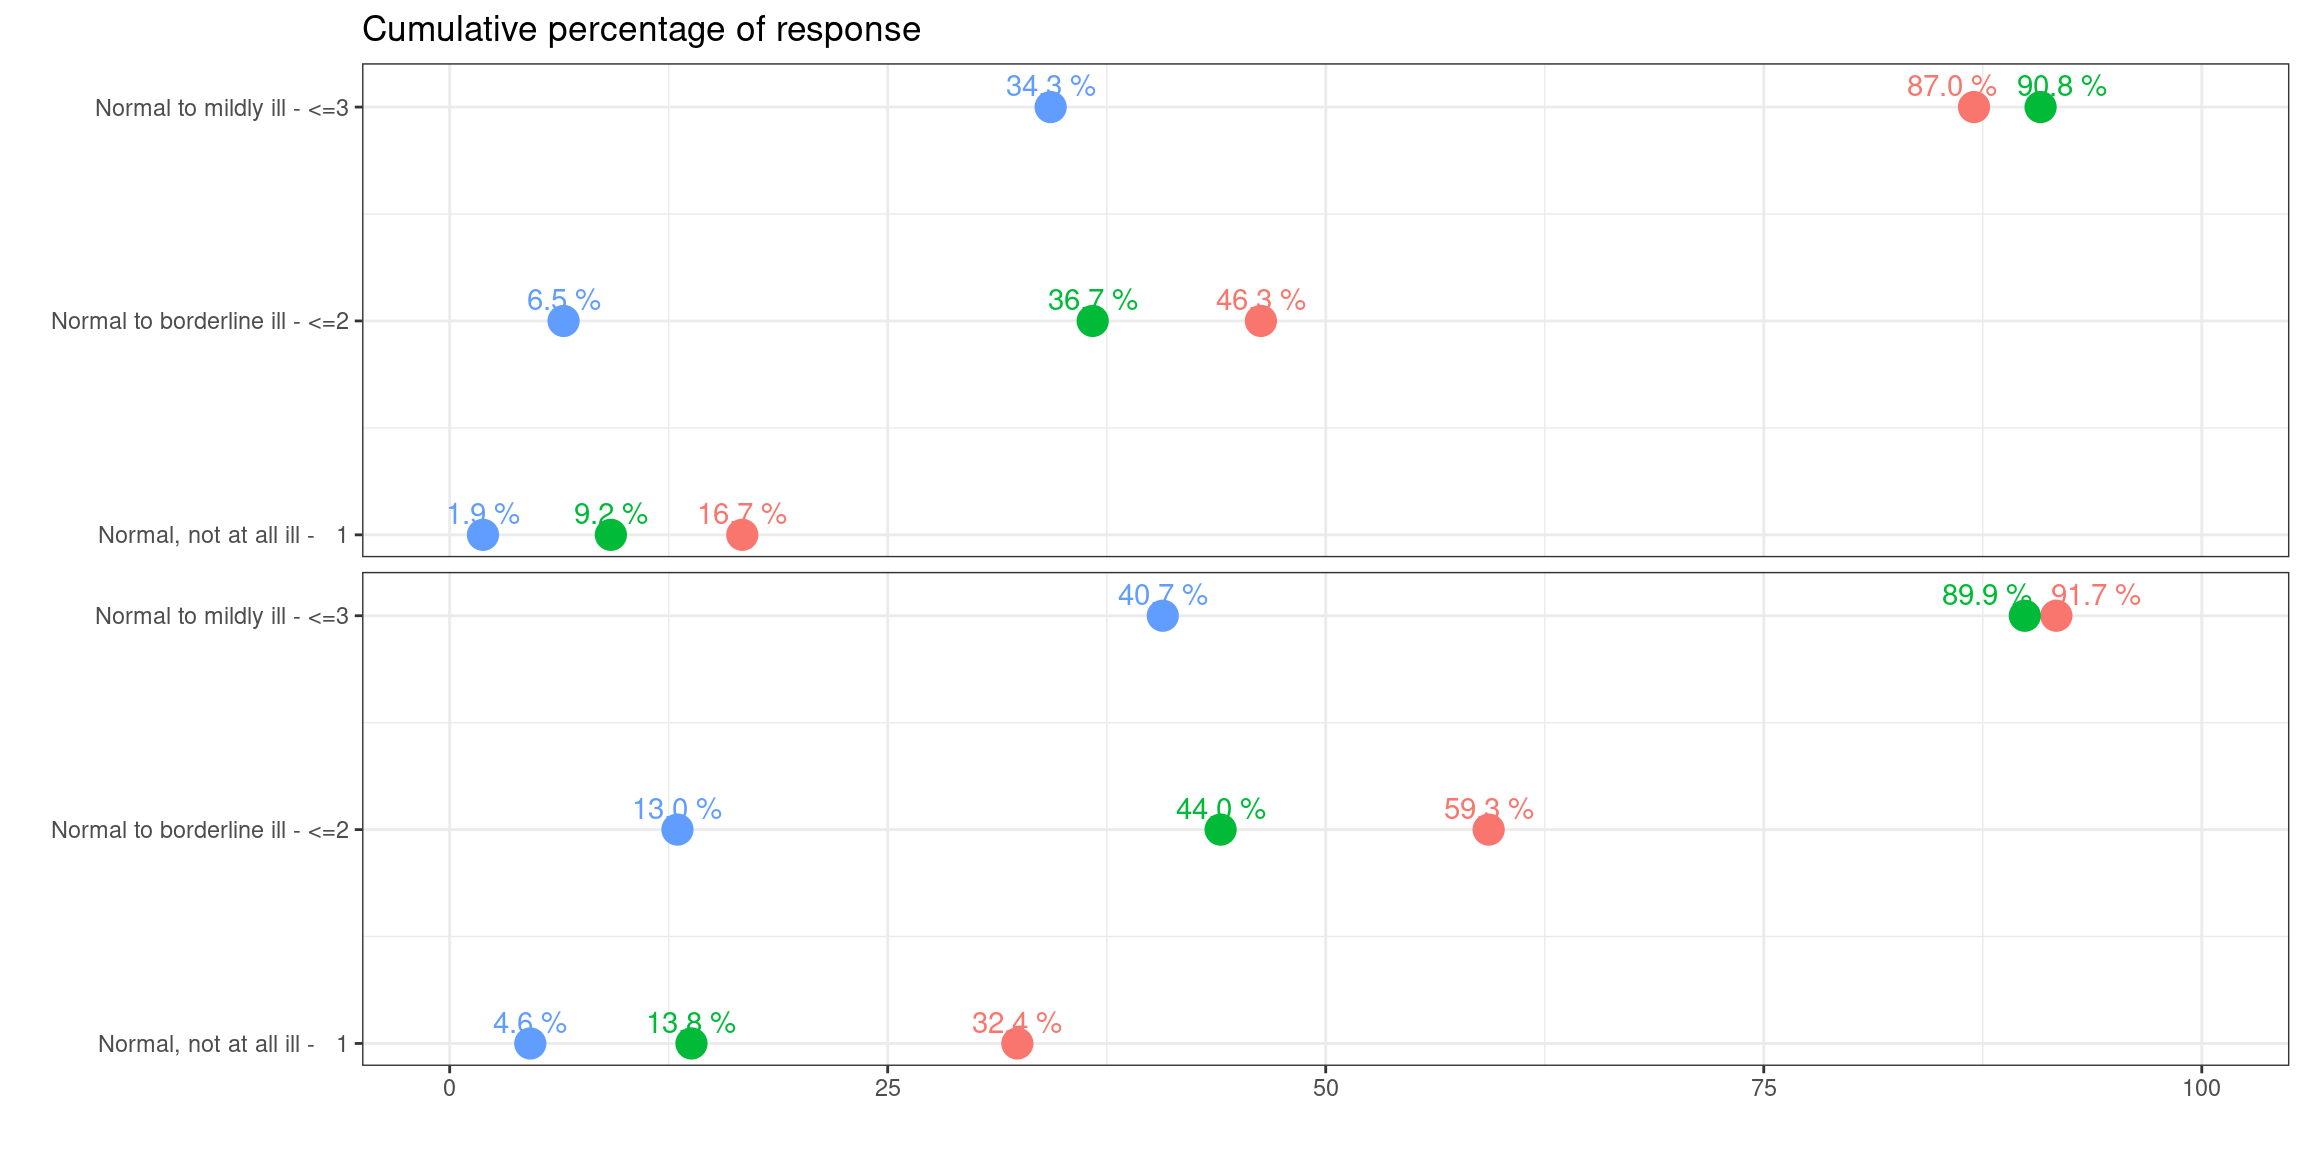 Cumulative percentage of response
34.3 % 87.0 % 90.8 %
Normal to mildly ill - <=3
6.5 % 36.7 % 46.3 %
Normal to borderline ill - <=2
1.9 % 9.2 % 16.7 %
Normal, not at all ill -   1
40.7 % 89.9 % 91.7 %
Normal to mildly ill - <=3
13.0 % 44.0 % 59.3 %
Normal to borderline ill - <=2
4.6 % 13.8 % 32.4 %
Normal, not at all ill -   1
0 25 50 75 100